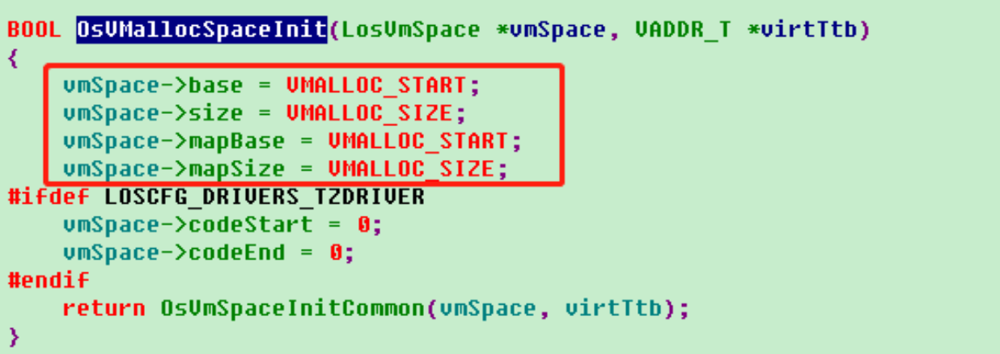 BOOL OsVMallocSpaceInit(LosVmSpace *vmSpace, VADDR_T *virtTtb)
{
    vmSpace->base = VMALLOC_START;
    vmSpace->size = VMALLOC_SIZE;
    vmSpace->mapBase = VMALLOC_START;
    vmSpace->mapSize = VMALLOC_SIZE;
#ifdef LOSCFG_DRIVERS_TZDRIVER
    vmSpace->codeStart = 0;
    vmSpace->codeEnd = 0;
#endif
    return OsVmSpaceInitCommon(vmSpace, virtTtb);
}